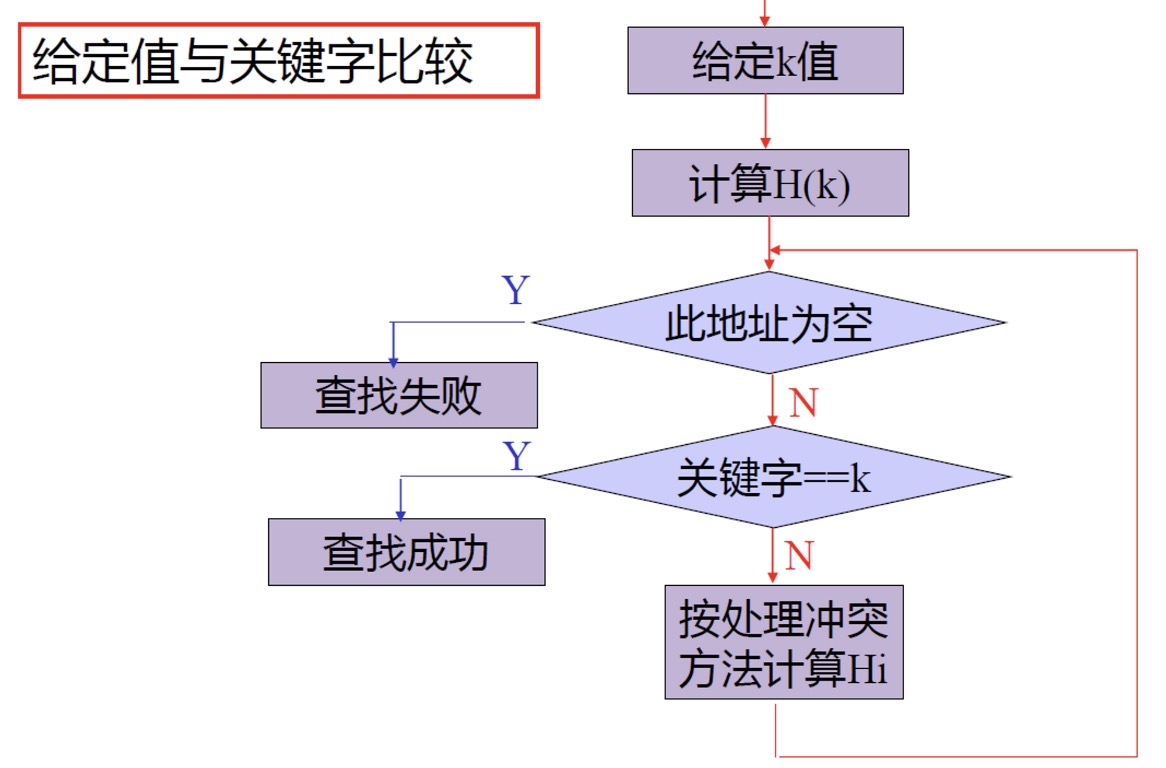 给定值与关键字比较
给定k值
计算H(k)
Y
此地址为空
查找失败
N
Y
关键字==k
查找成功
N
按处理冲突
方法计算Hi